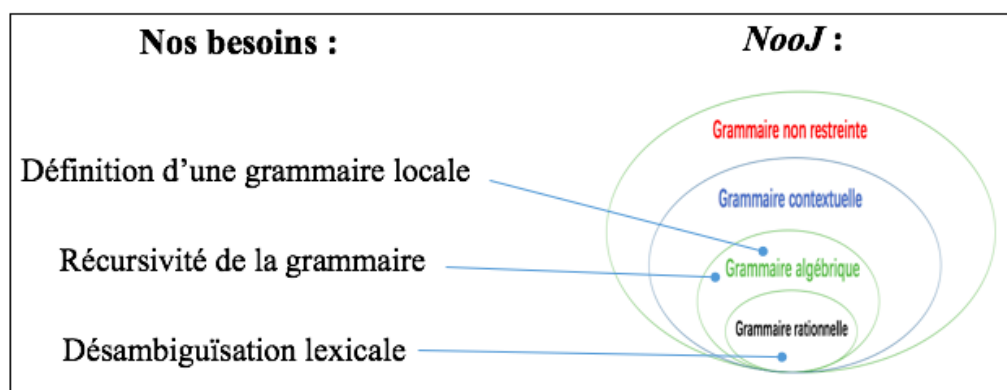 Nos besoins :
NooJ :
Grammaire non restreinte
Définition d’une grammaire locale
Grammaire contextuelle
Récursivité de la grammaire
Grammaire algébrique
Grammaire rationnelle
Désambiguïsation lexicale